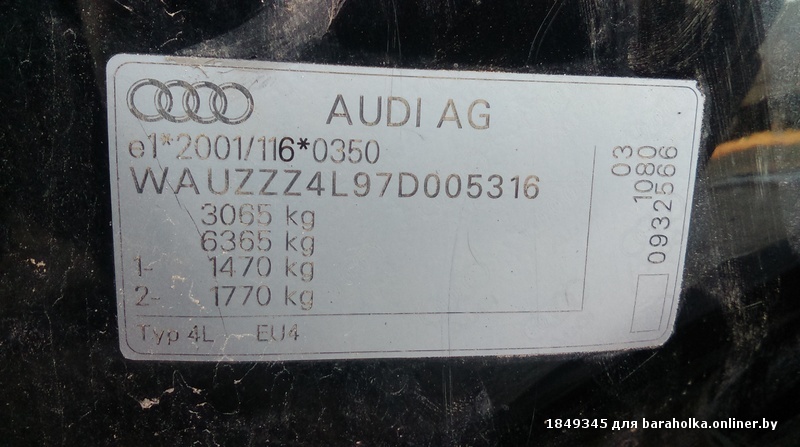 AUDI AG
e1*2001/116*0350
WAUZZZ4L97D005316
3065 kg
6365 kg
1- 1470 kg
2- 1770 kg
Typ 4L EU4
03
1080
0932566
1849345 для baraholka.onliner.by